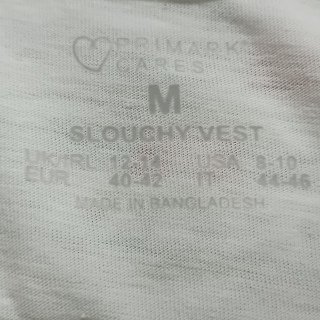 PRIMARK
CARES
M
SLOUCHY VEST
UK/IRL 12-14 USA 8-10
EUR 40-42 IT 44-46
MADE IN BANGLADESH